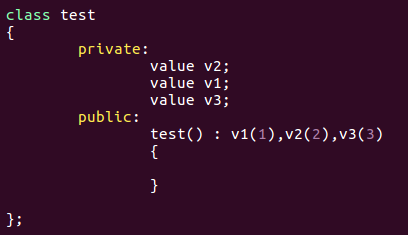 class test
{
        private:
                value v2;
                value v1;
                value v3;
        public:
                test() : v1(1),v2(2),v3(3)
                {

                }

};